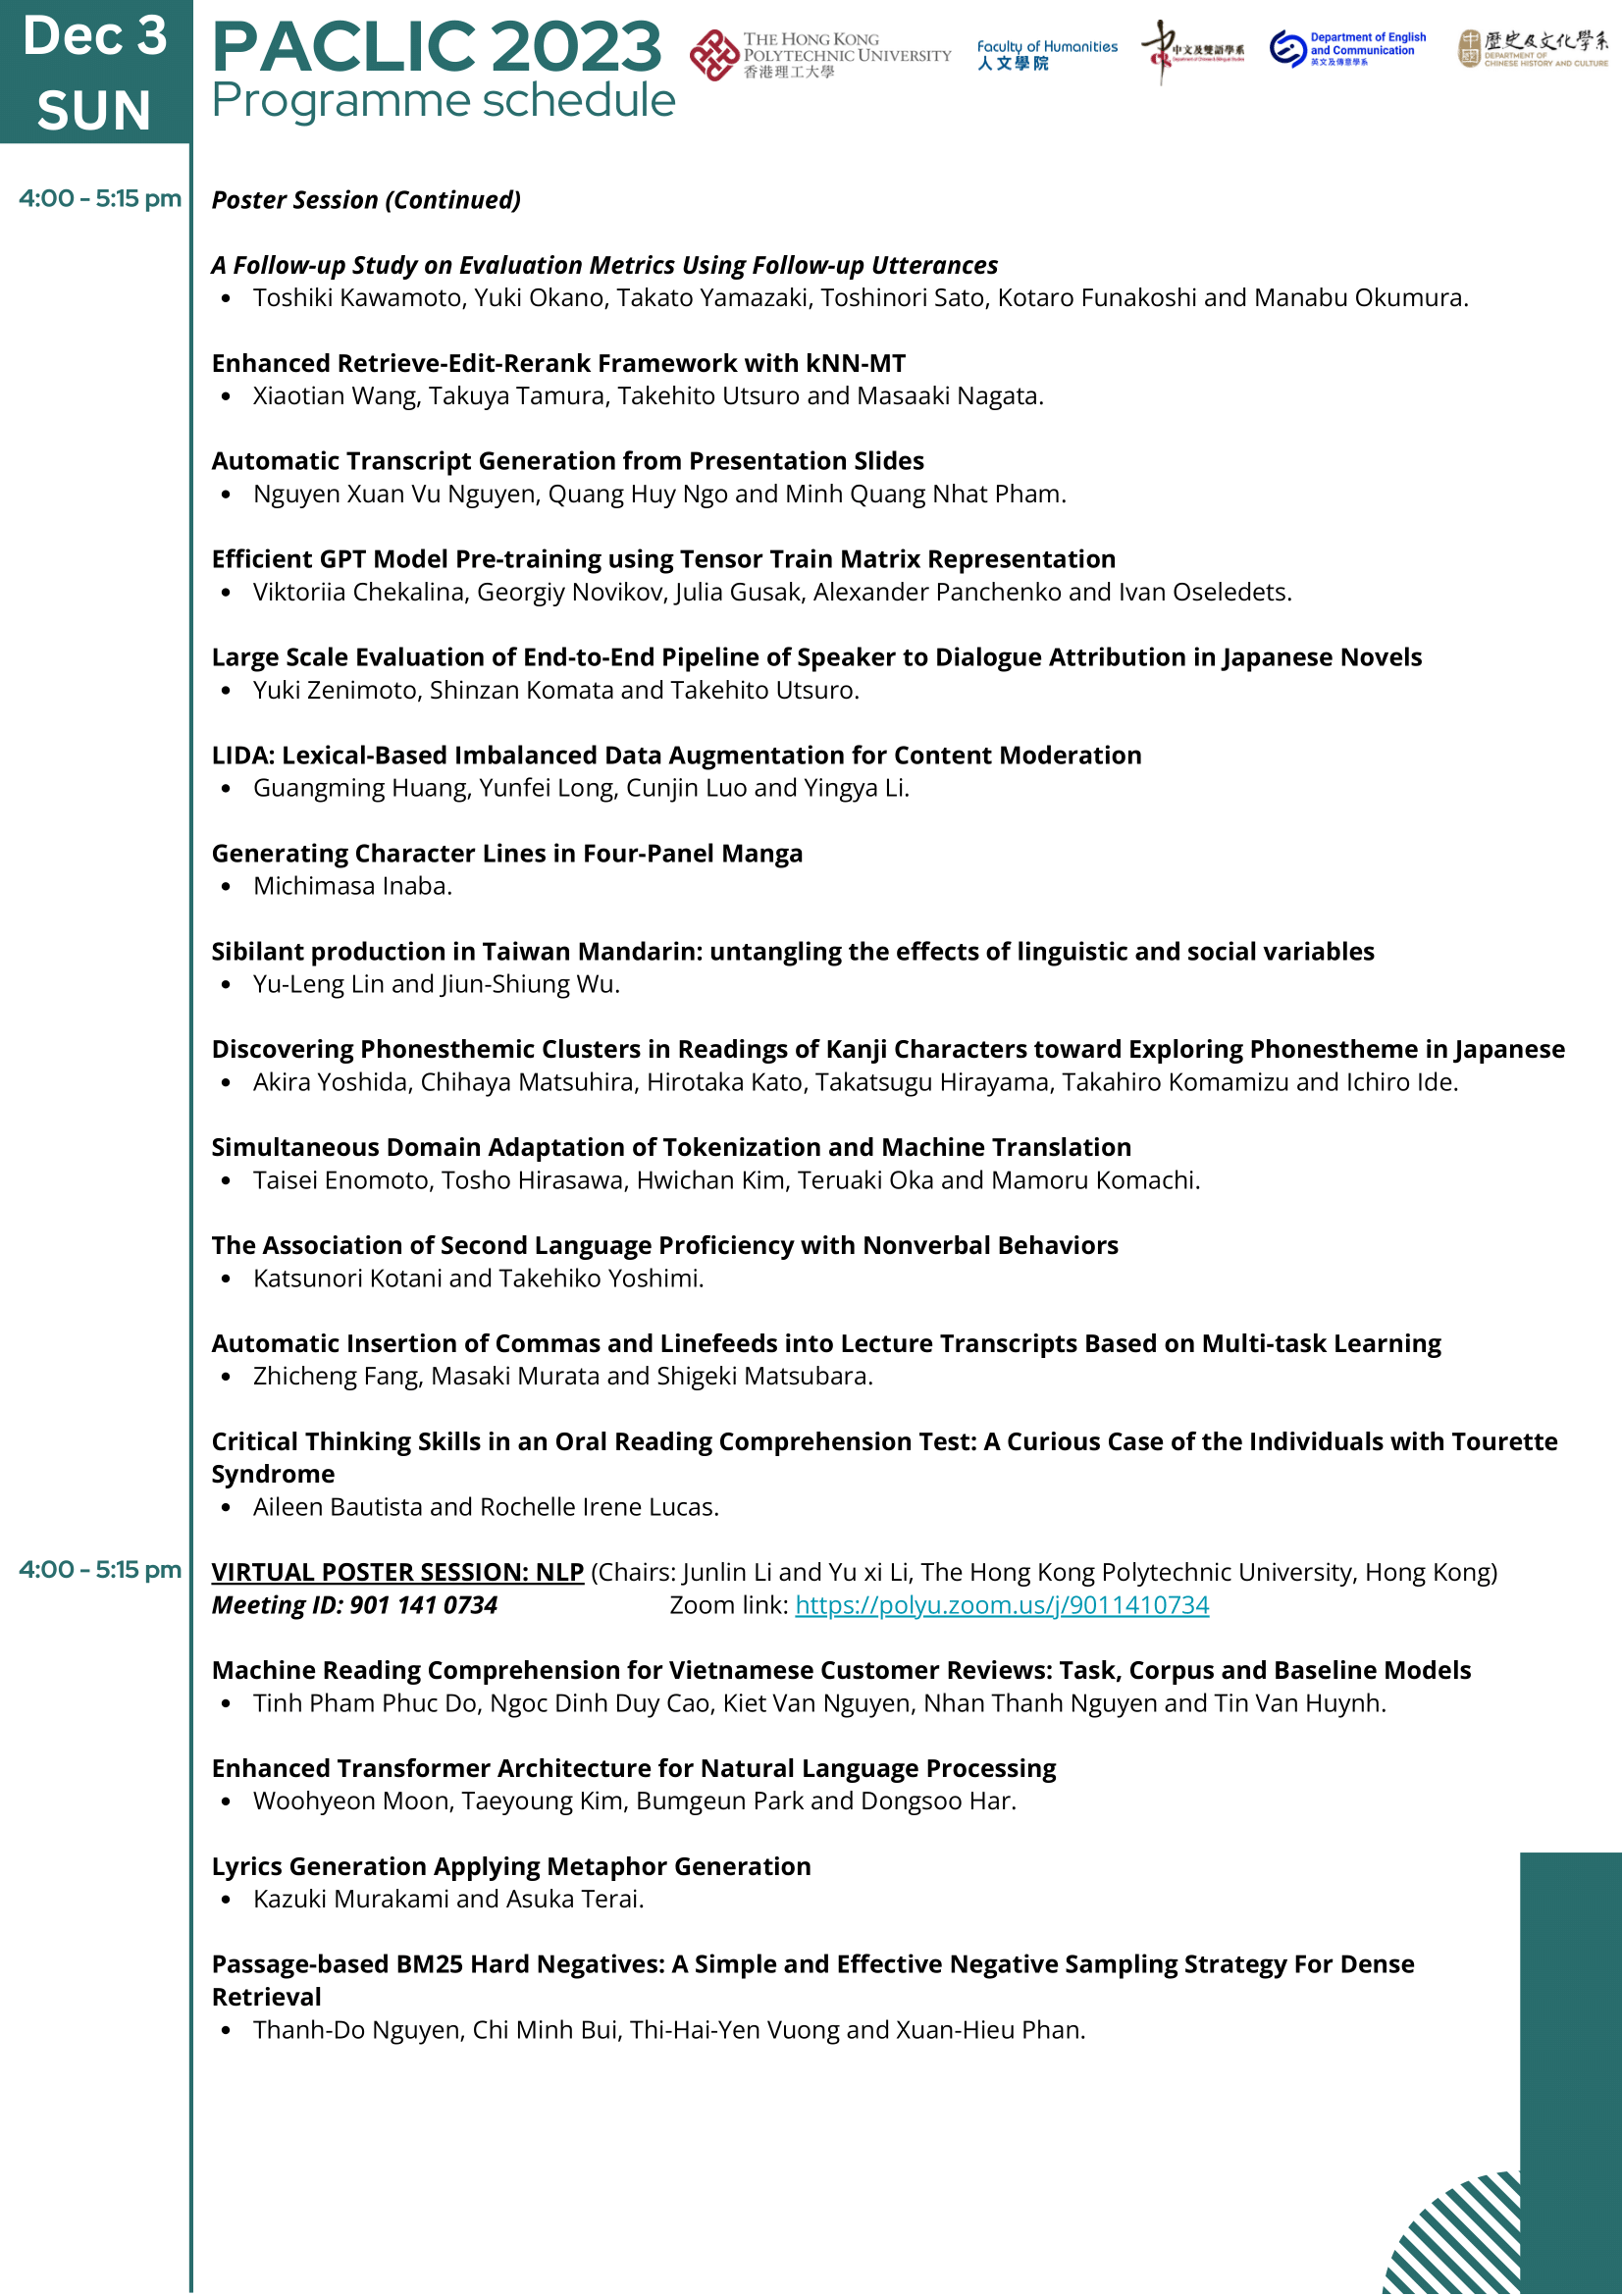 Dec 3
SUN
PACLIC 2023
Programme schedule
THE HONG KONG
POLYTECHNIC UNIVERSITY
香港理工大學
Faculty of Humanities
人文學院
中文及雙語學系
Department of Chinese & Bilingual Studies
Department of English
and Communication
英文及傳意學系
歷史及文化學系
DEPARTMENT OF
CHINESE HISTORY AND CULTURE
4:00 - 5:15 pm
Poster Session (Continued)
A Follow-up Study on Evaluation Metrics Using Follow-up Utterances
• Toshiki Kawamoto, Yuki Okano, Takato Yamazaki, Toshinori Sato, Kotaro Funakoshi and Manabu Okumura.
Enhanced Retrieve-Edit-Rerank Framework with kNN-MT
• Xiaotian Wang, Takuya Tamura, Takehito Utsuro and Masaaki Nagata.
Automatic Transcript Generation from Presentation Slides
• Nguyen Xuan Vu Nguyen, Quang Huy Ngo and Minh Quang Nhat Pham.
Efficient GPT Model Pre-training using Tensor Train Matrix Representation
• Viktoriia Chekalina, Georgiy Novikov, Julia Gusak, Alexander Panchenko and Ivan Oseledets.
Large Scale Evaluation of End-to-End Pipeline of Speaker to Dialogue Attribution in Japanese Novels
• Yuki Zenimoto, Shinzan Komata and Takehito Utsuro.
LIDA: Lexical-Based Imbalanced Data Augmentation for Content Moderation
• Guangming Huang, Yunfei Long, Cunjin Luo and Yingya Li.
Generating Character Lines in Four-Panel Manga
• Michimasa Inaba.
Sibilant production in Taiwan Mandarin: untangling the effects of linguistic and social variables
• Yu-Leng Lin and Jiun-Shiung Wu.
Discovering Phonesthemic Clusters in Readings of Kanji Characters toward Exploring Phonestheme in Japanese
• Akira Yoshida, Chihaya Matsuhira, Hirotaka Kato, Takatsugu Hirayama, Takahiro Komamizu and Ichiro Ide.
Simultaneous Domain Adaptation of Tokenization and Machine Translation
• Taisei Enomoto, Tosho Hirasawa, Hwichan Kim, Teruaki Oka and Mamoru Komachi.
The Association of Second Language Proficiency with Nonverbal Behaviors
• Katsunori Kotani and Takehiko Yoshimi.
Automatic Insertion of Commas and Linefeeds into Lecture Transcripts Based on Multi-task Learning
• Zhicheng Fang, Masaki Murata and Shigeki Matsubara.
Critical Thinking Skills in an Oral Reading Comprehension Test: A Curious Case of the Individuals with Tourette
Syndrome
• Aileen Bautista and Rochelle Irene Lucas.
4:00 - 5:15 pm
VIRTUAL POSTER SESSION: NLP (Chairs: Junlin Li and Yu xi Li, The Hong Kong Polytechnic University, Hong Kong)
Meeting ID: 901 141 0734 Zoom link: https://polyu.zoom.us/j/9011410734
Machine Reading Comprehension for Vietnamese Customer Reviews: Task, Corpus and Baseline Models
• Tinh Pham Phuc Do, Ngoc Dinh Duy Cao, Kiet Van Nguyen, Nhan Thanh Nguyen and Tin Van Huynh.
Enhanced Transformer Architecture for Natural Language Processing
• Woohyeon Moon, Taeyoung Kim, Bumgeun Park and Dongsoo Har.
Lyrics Generation Applying Metaphor Generation
• Kazuki Murakami and Asuka Terai.
Passage-based BM25 Hard Negatives: A Simple and Effective Negative Sampling Strategy For Dense
Retrieval
• Thanh-Do Nguyen, Chi Minh Bui, Thi-Hai-Yen Vuong and Xuan-Hieu Phan.